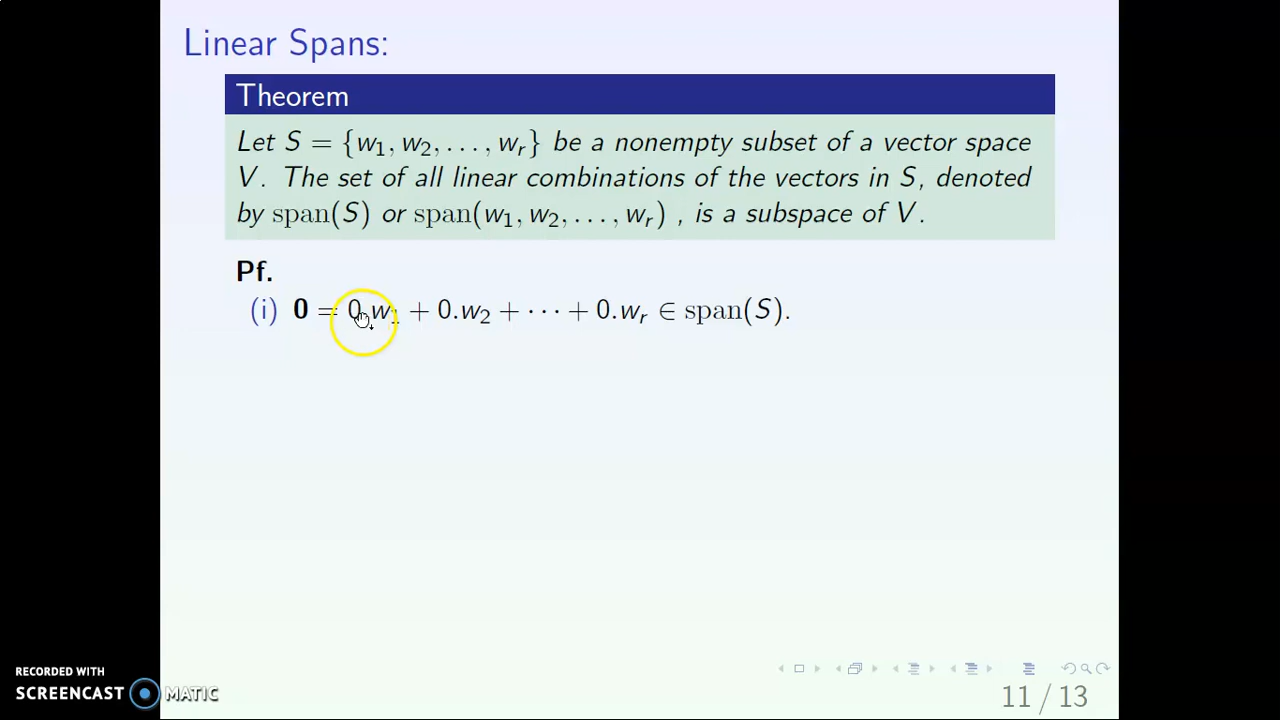 Linear Spans:
Theorem
Let S = {w₁, w₂, . . . , wᵣ} be a nonempty subset of a vector space
V. The set of all linear combinations of the vectors in S, denoted
by span(S) or span(w₁, w₂, . . . , wᵣ) , is a subspace of V.
Pf.
(i) 0 = 0.w₁ + 0.w₂ + · · · + 0.wᵣ ∈ span(S).
RECORDED WITH
SCREENCAST MATIC
11 / 13